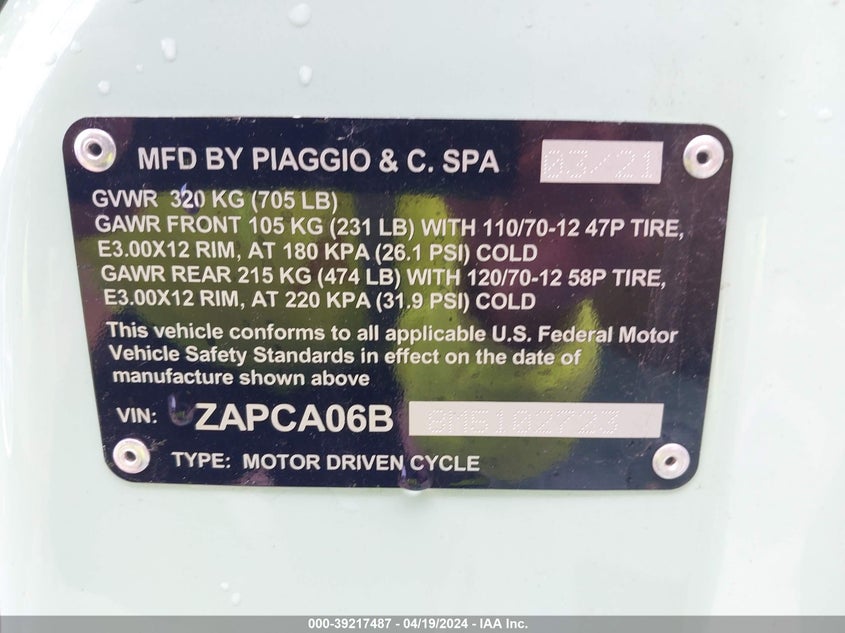 MFD BY PIAGGIO & C. SPA 03/21
GVWR 320 KG (705 LB)
GAWR FRONT 105 KG (231 LB) WITH 110/70-12 47P TIRE,
E3.00X12 RIM, AT 180 KPA (26.1 PSI) COLD
GAWR REAR 215 KG (474 LB) WITH 120/70-12 58P TIRE,
E3.00X12 RIM, AT 220 KPA (31.9 PSI) COLD
This vehicle conforms to all applicable U.S. Federal Motor
Vehicle Safety Standards in effect on the date of
manufacture shown above
VIN: ZAPCA06B
TYPE: MOTOR DRIVEN CYCLE
000-39217487 - 04/19/2024 - IAA Inc.